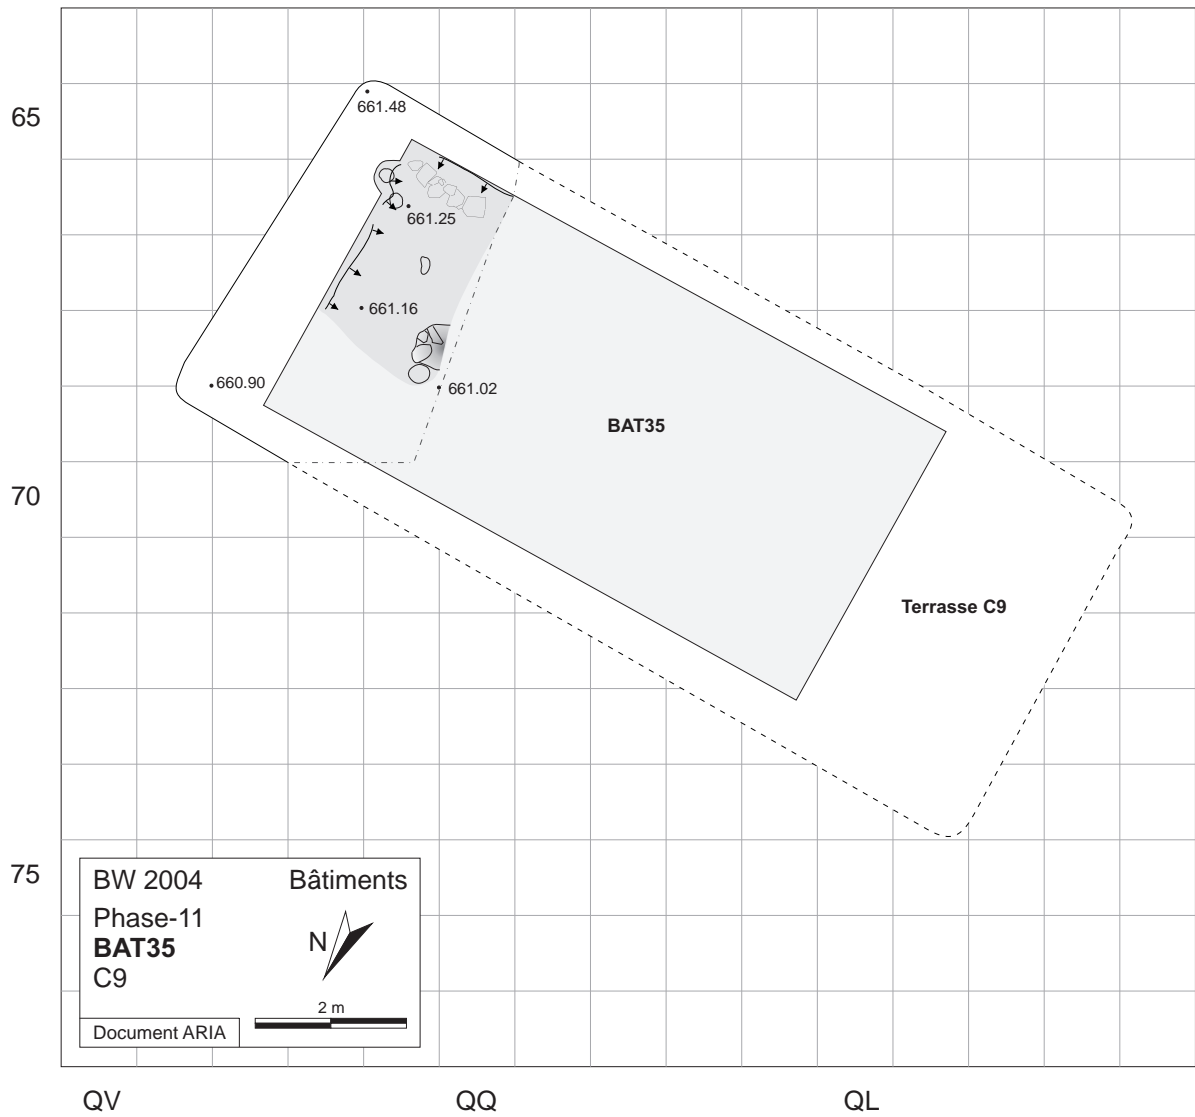 65
661.48
661.25
661.16
660.90
661.02
BAT35
70
Terrasse C9
75
BW 2004 Bâtiments
Phase-11
BAT35
C9
N
2 m
Document ARIA
QV QQ QL